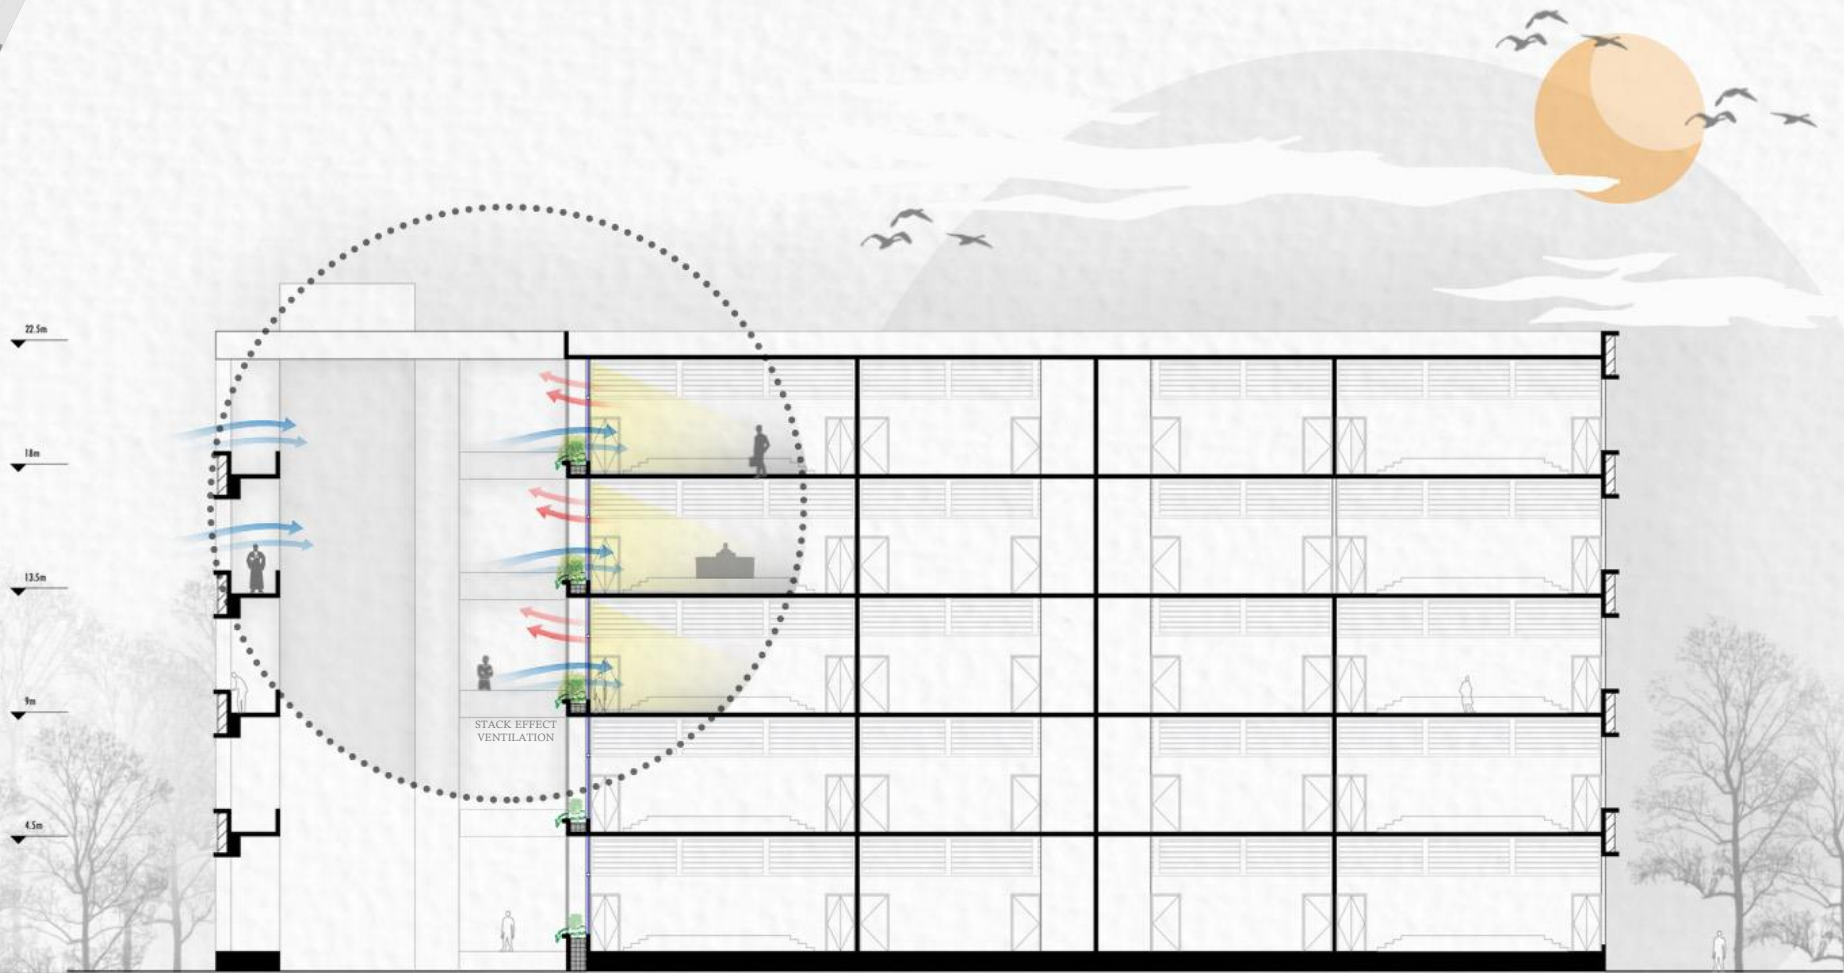 22.5m
18m
13.5m
9m
STACK EFFECT
VENTILATION
4.5m